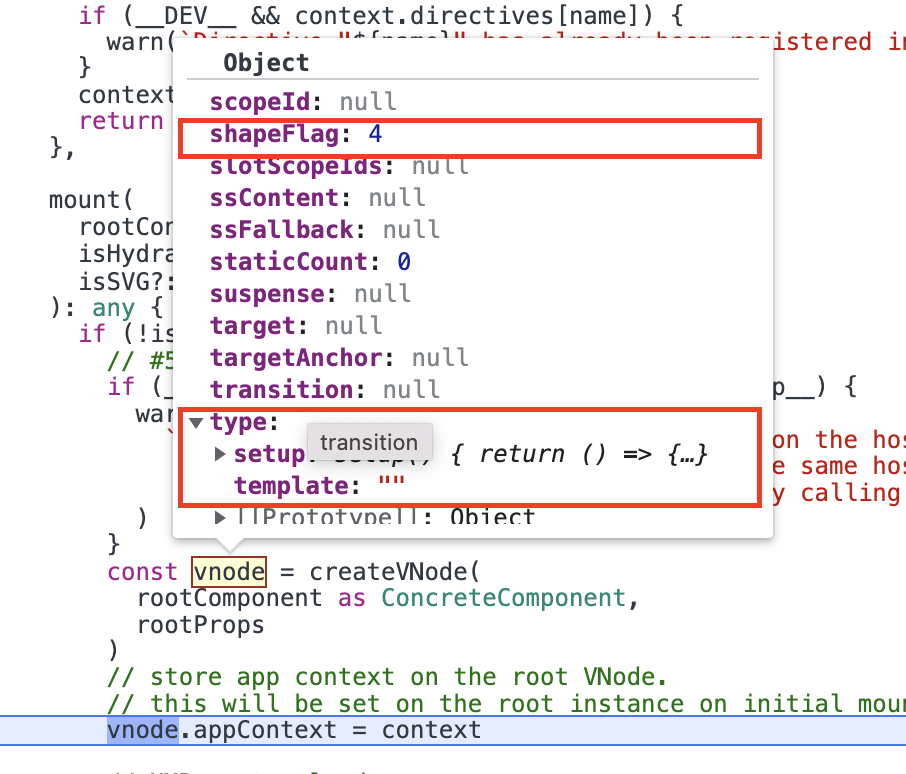 if (__DEV__ && context.directives[name]) {
warn(`Directive "${name}" has already been registered in
Object
}
scopeId: null
context
shapeFlag: 4
return
slotScopeIds: null
},
ssContent: null
mount(
ssFallback: null
rootCon
isHydra
staticCount: 0
isSVG?:
suspense: null
): any {
target: null
if (!is
// #5
targetAnchor: null
if (_ p__) {
transition: null
war
type:
` on the hos
transition
setup: setup() { return () => {…}
e same hos
template: ""
y calling
)
[[Prototype]]: Object
}
const vnode = createVNode(
rootComponent as ConcreteComponent,
rootProps
)
// store app context on the root VNode.
// this will be set on the root instance on initial moun
vnode.appContext = context